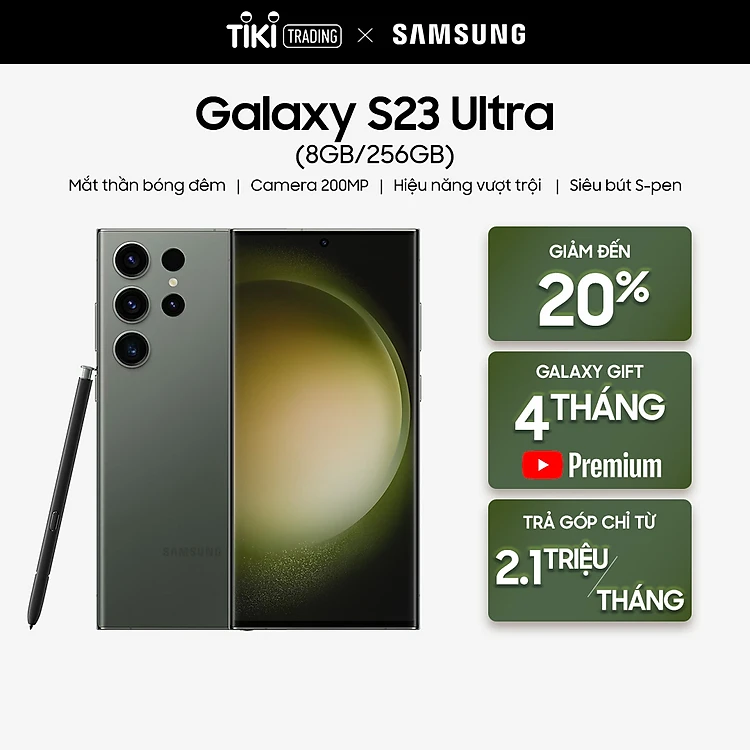 TIKI TRADING × SAMSUNG
Galaxy S23 Ultra
(8GB/256GB)
Mắt thần bóng đêm | Camera 200MP | Hiệu năng vượt trội | Siêu bút S-pen
GIẢM ĐẾN
20%
GALAXY GIFT
4 THÁNG
Premium
SAMSUNG
TRẢ GÓP CHỈ TỪ
2.1 TRIỆU/
THÁNG